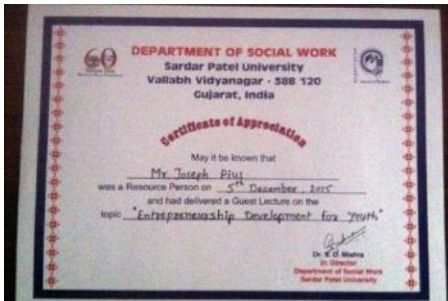 60
DEPARTMENT OF SOCIAL WORK
Sardar Patel University
Vallabh Vidyanagar - 388 120
Gujarat, India
Certificate of Appreciation
May it be known that
Mr. Joseph Pius
was a Resource Person on 5th December, 2015
and had delivered a Guest Lecture on the
topic "Entrepreneurship Development for Youth"
Dr. S. D. Mishra
I/c Director
Department of Social Work
Sardar Patel University